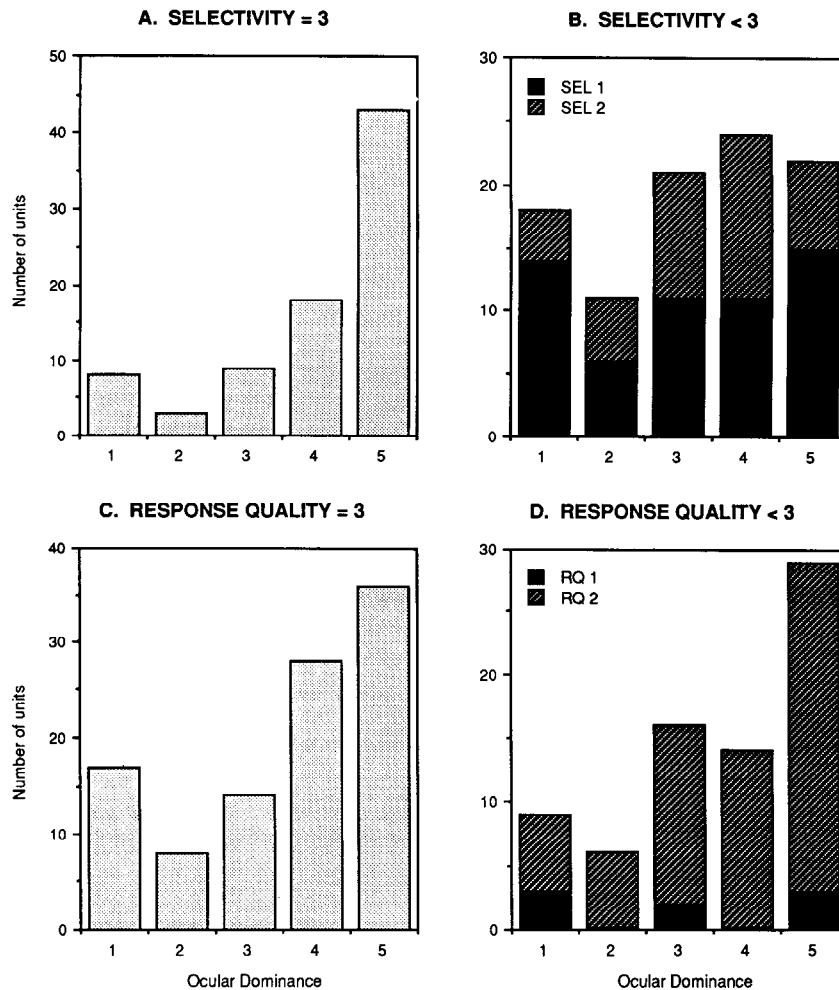 A. SELECTIVITY = 3
50
40
30
20
10
0
Number of units
1 2 3 4 5
B. SELECTIVITY < 3
30
20
10
0
SEL 1
SEL 2
1 2 3 4 5
C. RESPONSE QUALITY = 3
40
30
20
10
0
Number of units
1 2 3 4 5
Ocular Dominance
D. RESPONSE QUALITY < 3
30
20
10
0
RQ 1
RQ 2
1 2 3 4 5
Ocular Dominance